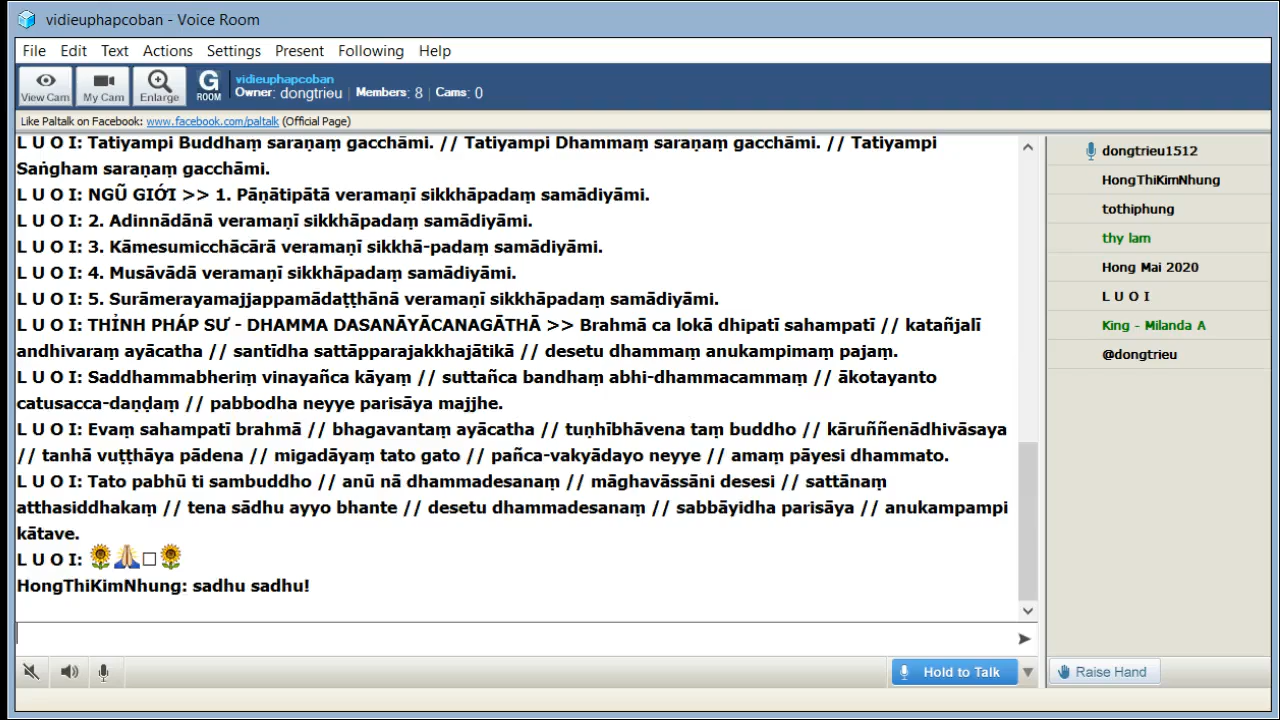 vidieuphapcoban - Voice Room
File Edit Text Actions Settings Present Following Help
View Cam My Cam Enlarge G ROOM
vidieuphapcoban
Owner: dongtrieu | Members: 8 | Cams: 0
Like Paltalk on Facebook: www.facebook.com/paltalk (Official Page)
L U O I: Tatiyampi Buddhaṃ saraṇaṃ gacchāmi. // Tatiyampi Dhammaṃ saraṇaṃ gacchāmi. // Tatiyampi
Saṅgham saraṇaṃ gacchāmi.
L U O I: NGŨ GIỚI >> 1. Pāṇātipātā veramaṇī sikkhāpadaṃ samādiyāmi.
L U O I: 2. Adinnādānā veramaṇī sikkhāpadaṃ samādiyāmi.
L U O I: 3. Kāmesumicchācārā veramaṇī sikkhā-padaṃ samādiyāmi.
L U O I: 4. Musāvādā veramaṇī sikkhāpadaṃ samādiyāmi.
L U O I: 5. Surāmerayamajjappamādaṭṭhānā veramaṇī sikkhāpadaṃ samādiyāmi.
L U O I: THỈNH PHÁP SƯ - DHAMMA DASANĀYĀCANAGĀTHĀ >> Brahmā ca lokā dhipatī sahampatī // katañjalī
andhivaraṃ ayācatha // santīdha sattāpparajakkhajātikā // desetu dhammaṃ anukampimaṃ pajaṃ.
L U O I: Saddhammabheriṃ vinayañca kāyaṃ // suttañca bandhaṃ abhi-dhammacammaṃ // ākotayanto
catusacca-daṇḍaṃ // pabbodha neyye parisāya majjhe.
L U O I: Evaṃ sahampatī brahmā // bhagavantaṃ ayācatha // tuṇhībhāvena taṃ buddho // kāruññenādhivāsaya
// tanhā vuṭṭhāya pādena // migadāyaṃ tato gato // pañca-vakyādayo neyye // amaṃ pāyesi dhammato.
L U O I: Tato pabhū ti sambuddho // anū nā dhammadesanaṃ // māghavāssāni desesi // sattānaṃ
atthasiddhakaṃ // tena sādhu ayyo bhante // desetu dhammadesanaṃ // sabbāyidha parisāya // anukampampi
kātave.
L U O I: 🌻🙏□🌻
HongThiKimNhung: sadhu sadhu!
dongtrieu1512
HongThiKimNhung
tothiphung
thy lam
Hong Mai 2020
L U O I
King - Milanda A
@dongtrieu
Hold to Talk
Raise Hand